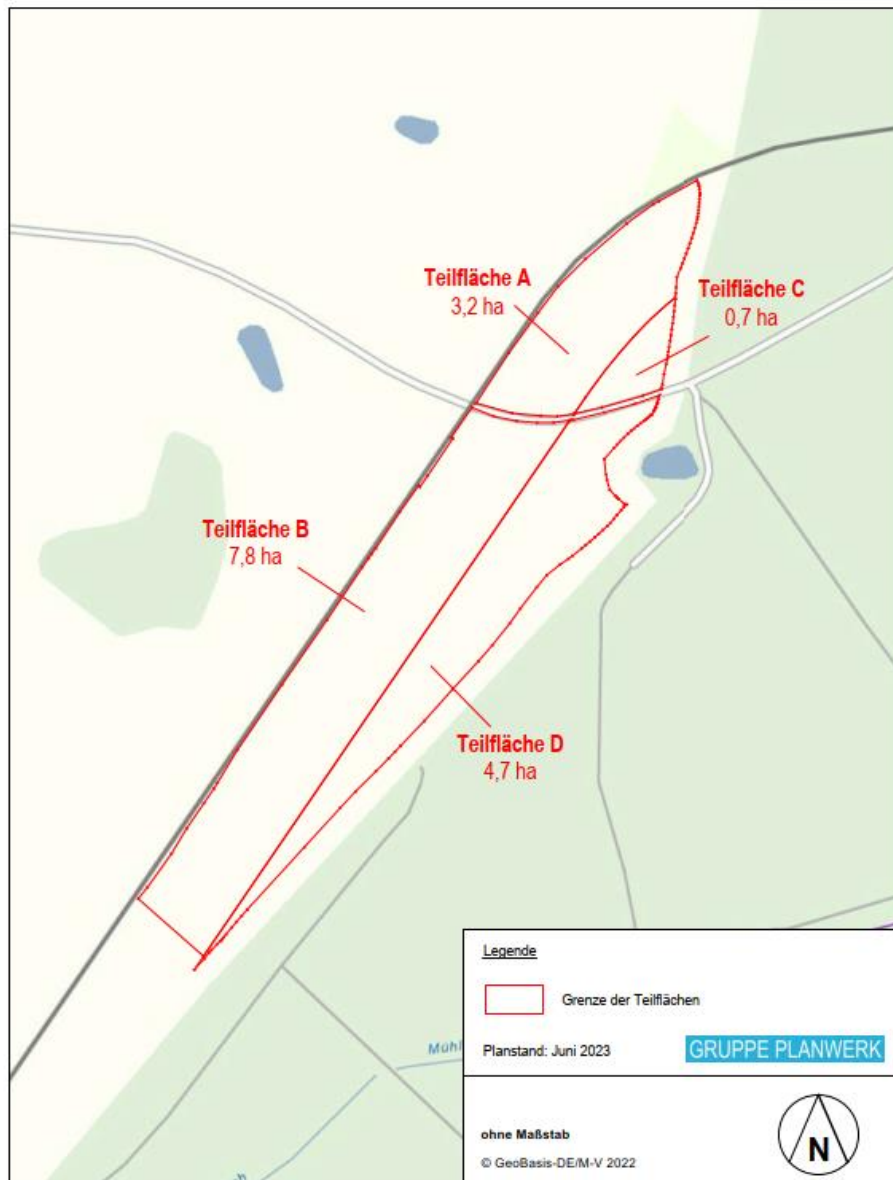 Teilfläche A
3,2 ha
Teilfläche C
0,7 ha
Teilfläche B
7,8 ha
Teilfläche D
4,7 ha
Legende
Grenze der Teilflächen
Planstand: Juni 2023
GRUPPE PLANWERK
Mühl
ohne Maßstab
N
© GeoBasis-DE/M-V 2022